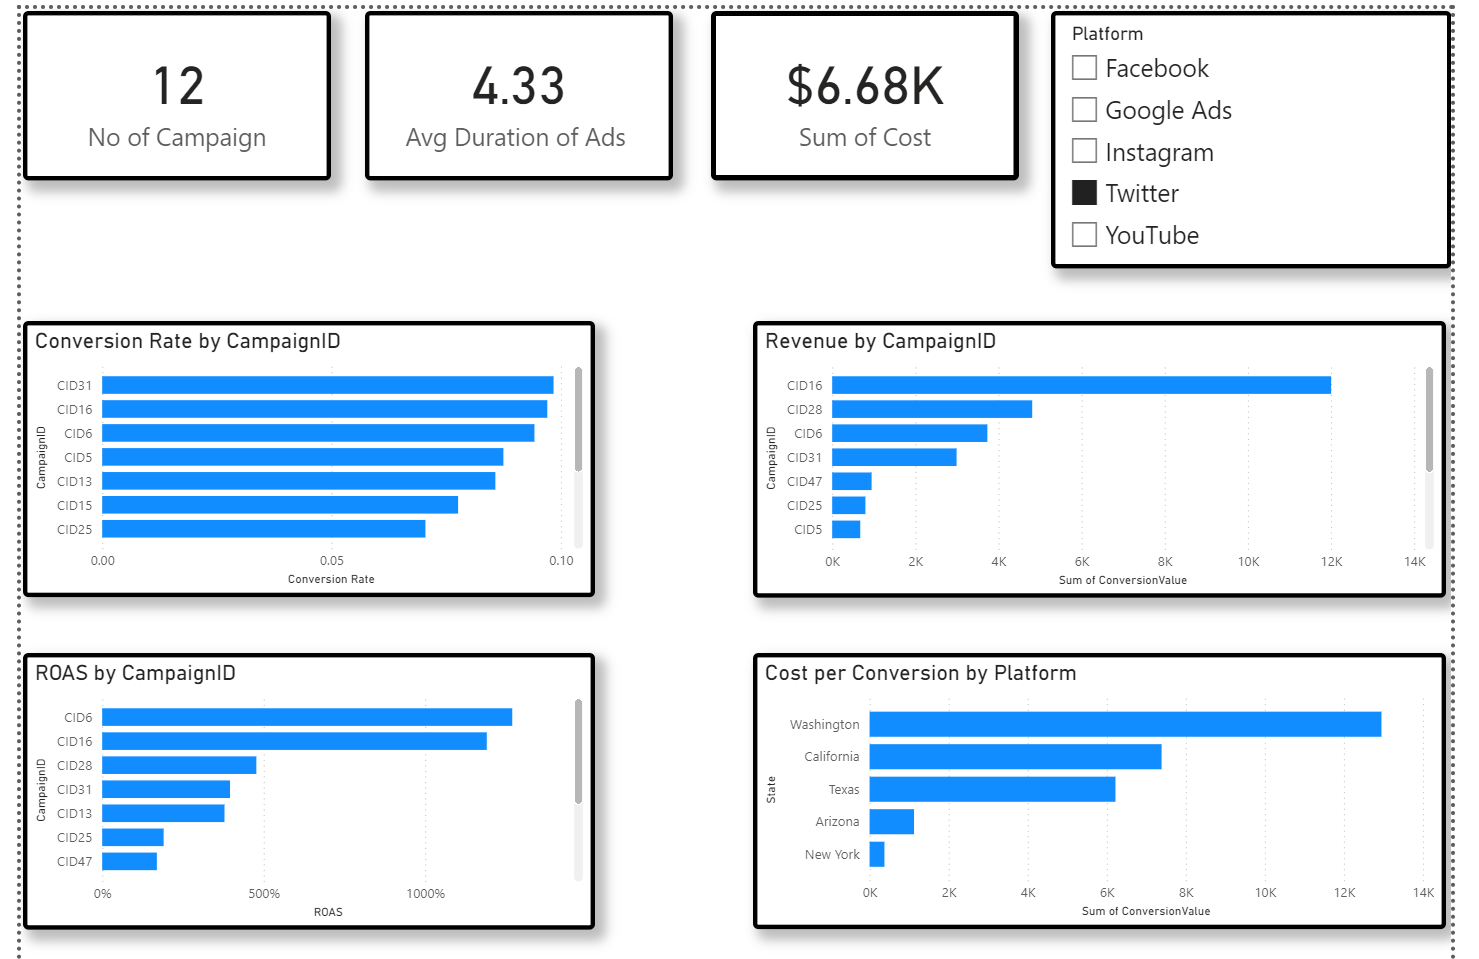 12
No of Campaign
4.33
Avg Duration of Ads
$6.68K
Sum of Cost
Platform
Facebook
Google Ads
Instagram
Twitter
YouTube
Conversion Rate by CampaignID
CampaignID
CID31
CID16
CID6
CID5
CID13
CID15
CID25
0.00 0.05 0.10
Conversion Rate
Revenue by CampaignID
CampaignID
CID16
CID28
CID6
CID31
CID47
CID25
CID5
0K 2K 4K 6K 8K 10K 12K 14K
Sum of ConversionValue
ROAS by CampaignID
CampaignID
CID6
CID16
CID28
CID31
CID13
CID25
CID47
0% 500% 1000%
ROAS
Cost per Conversion by Platform
State
Washington
California
Texas
Arizona
New York
0K 2K 4K 6K 8K 10K 12K 14K
Sum of ConversionValue